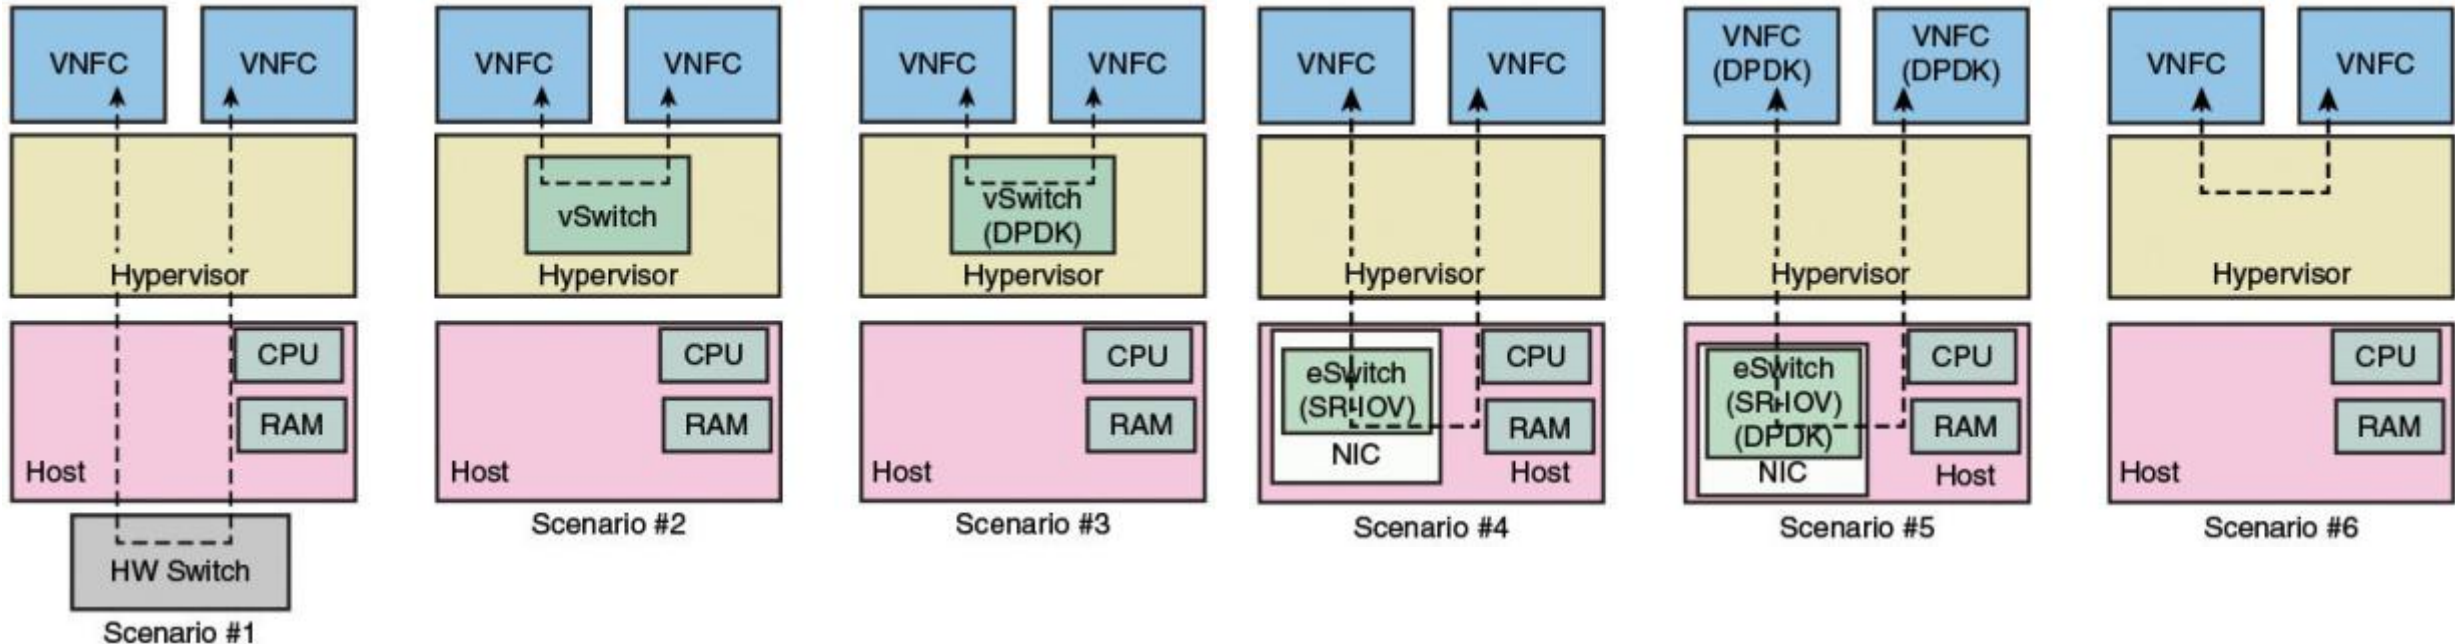 VNFC
VNFC
Hypervisor
CPU
RAM
Host
HW Switch
Scenario #1
VNFC
VNFC
vSwitch
Hypervisor
CPU
RAM
Host
Scenario #2
VNFC
VNFC
vSwitch
(DPDK)
Hypervisor
CPU
RAM
Host
Scenario #3
VNFC
VNFC
Hypervisor
eSwitch
(SR-IOV)
NIC
CPU
RAM
Host
Scenario #4
VNFC
(DPDK)
VNFC
(DPDK)
Hypervisor
eSwitch
(SR-IOV)
(DPDK)
NIC
CPU
RAM
Host
Scenario #5
VNFC
VNFC
Hypervisor
CPU
RAM
Host
Scenario #6